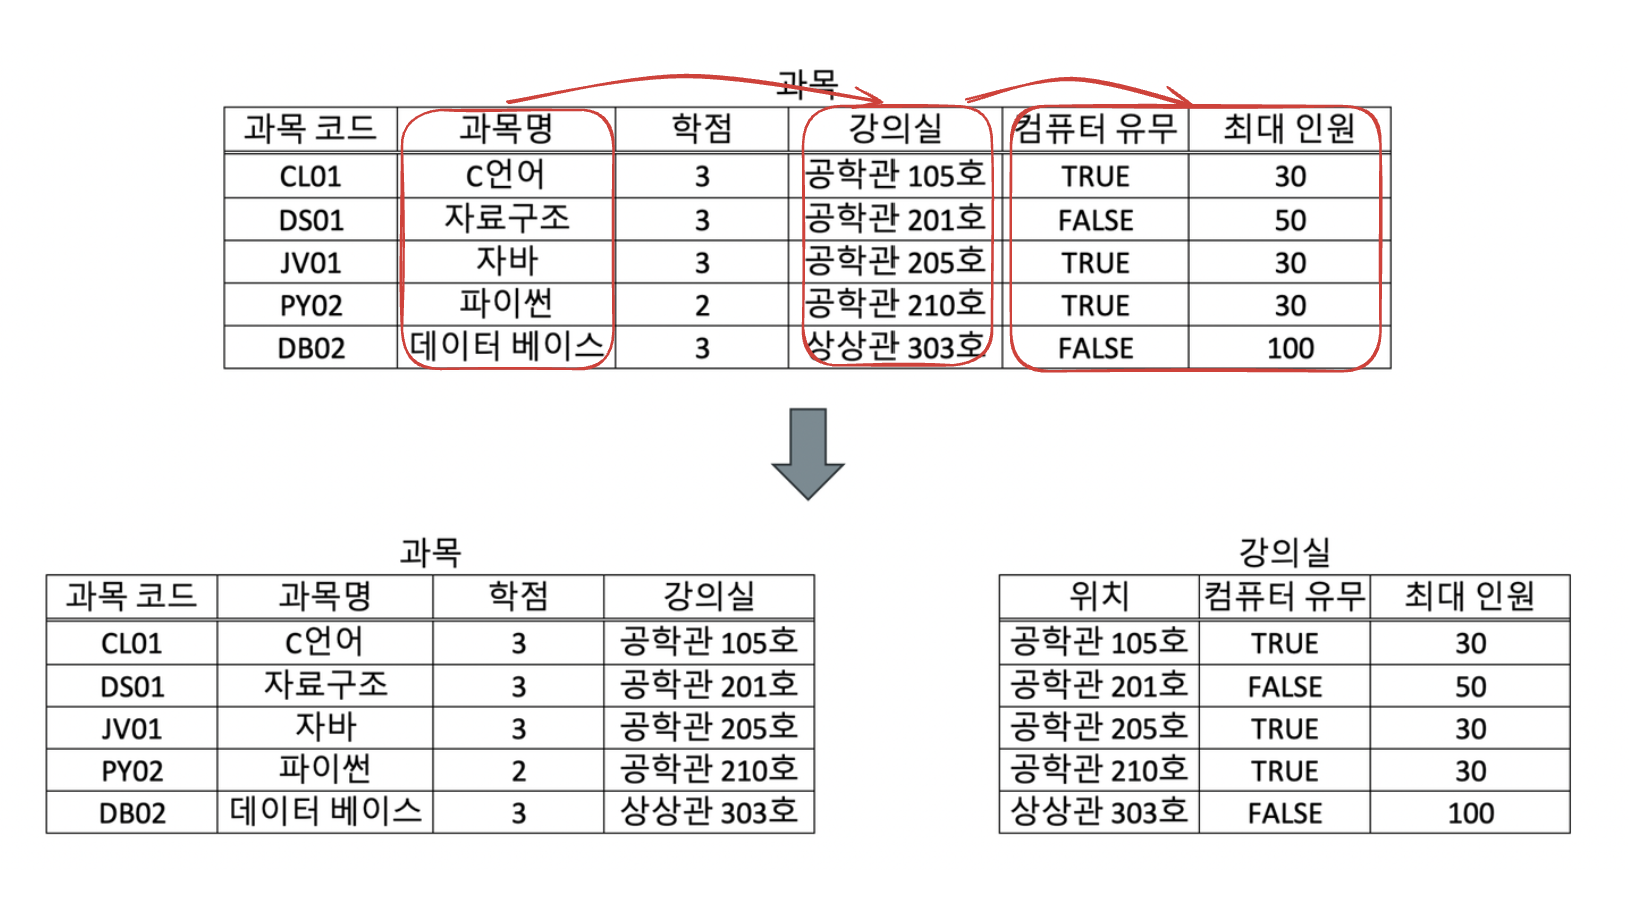 과목
과목 코드 과목명 학점 강의실 컴퓨터 유무 최대 인원
CL01 C언어 3 공학관 105호 TRUE 30
DS01 자료구조 3 공학관 201호 FALSE 50
JV01 자바 3 공학관 205호 TRUE 30
PY02 파이썬 2 공학관 210호 TRUE 30
DB02 데이터 베이스 3 상상관 303호 FALSE 100
과목
과목 코드 과목명 학점 강의실
CL01 C언어 3 공학관 105호
DS01 자료구조 3 공학관 201호
JV01 자바 3 공학관 205호
PY02 파이썬 2 공학관 210호
DB02 데이터 베이스 3 상상관 303호
강의실
위치 컴퓨터 유무 최대 인원
공학관 105호 TRUE 30
공학관 201호 FALSE 50
공학관 205호 TRUE 30
공학관 210호 TRUE 30
상상관 303호 FALSE 100